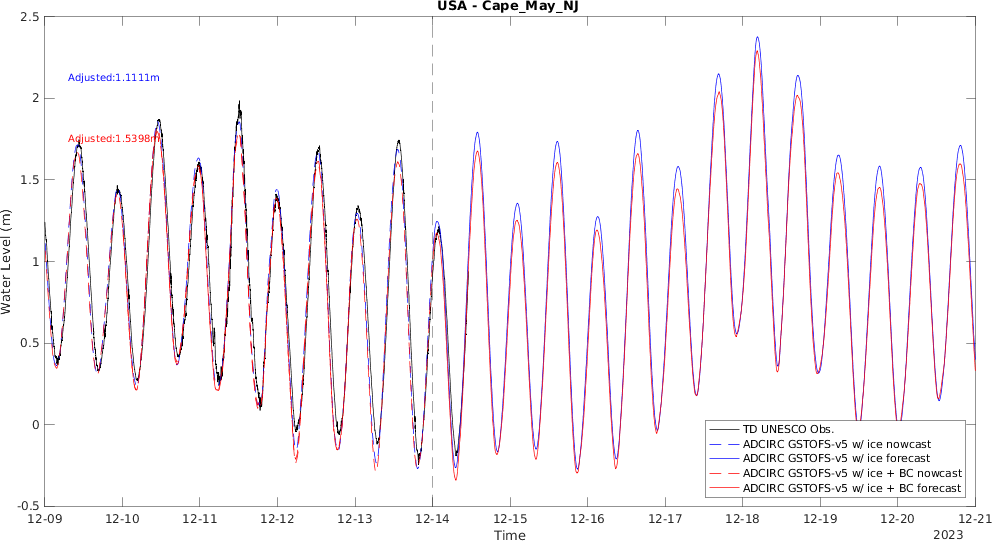 USA - Cape_May_NJ
2.5
2
1.5
1
0.5
0
-0.5
Water Level (m)
Adjusted:1.1111m
Adjusted:1.5398m
TD UNESCO Obs.
ADCIRC GSTOFS-v5 w/ ice nowcast
ADCIRC GSTOFS-v5 w/ ice forecast
ADCIRC GSTOFS-v5 w/ ice + BC nowcast
ADCIRC GSTOFS-v5 w/ ice + BC forecast
12-09 12-10 12-11 12-12 12-13 12-14 12-15 12-16 12-17 12-18 12-19 12-20 12-21
Time
2023